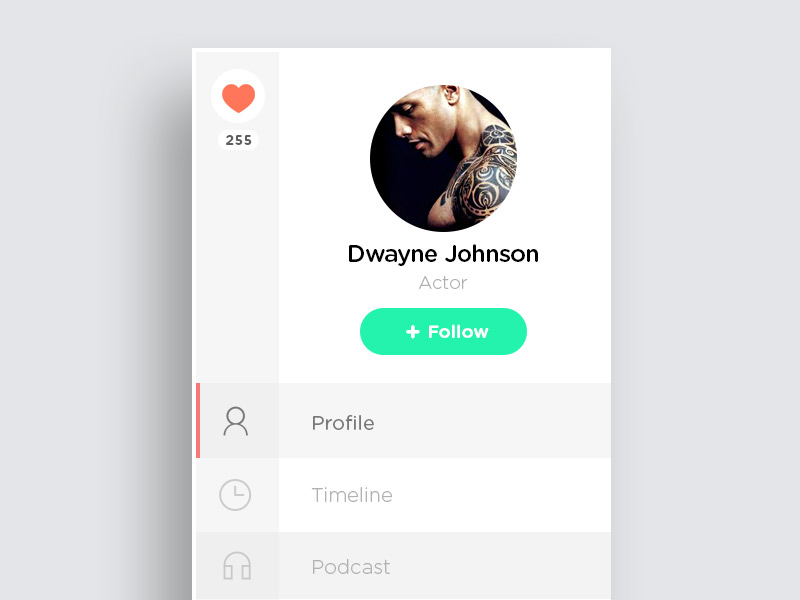 255
Dwayne Johnson
Actor
+ Follow
Profile
Timeline
Podcast